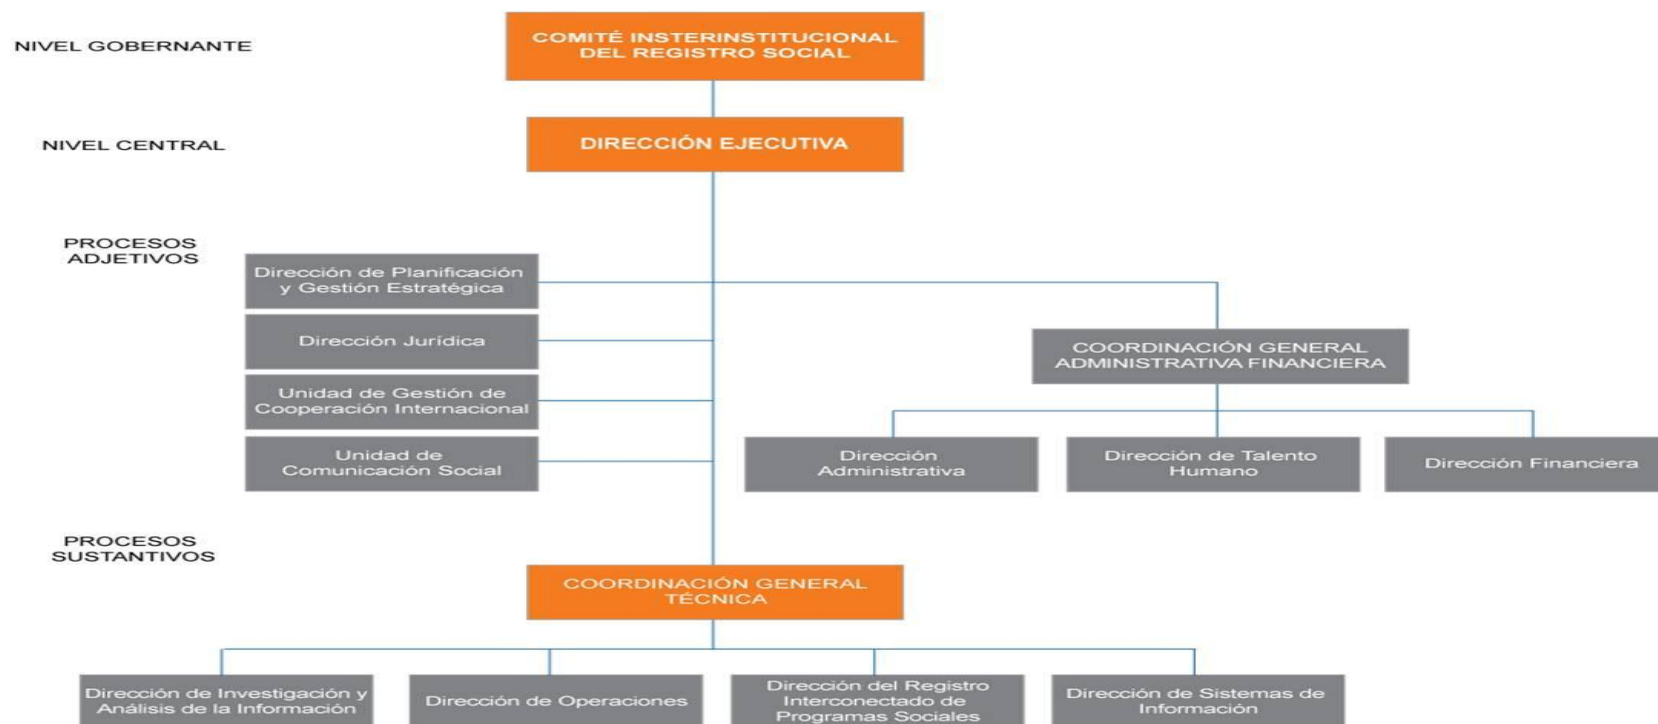 NIVEL GOBERNANTE
COMITÉ INSTERINSTITUCIONAL
DEL REGISTRO SOCIAL
NIVEL CENTRAL
DIRECCIÓN EJECUTIVA
PROCESOS
ADJETIVOS
Dirección de Planificación
y Gestión Estratégica
Dirección Jurídica
Unidad de Gestión de
Cooperación Internacional
Unidad de
Comunicación Social
COORDINACIÓN GENERAL
ADMINISTRATIVA FINANCIERA
Dirección
Administrativa
Dirección de Talento
Humano
Dirección Financiera
PROCESOS
SUSTANTIVOS
COORDINACIÓN GENERAL
TÉCNICA
Dirección de Investigación y
Análisis de la Información
Dirección de Operaciones
Dirección del Registro
Interconectado de
Programas Sociales
Dirección de Sistemas de
Información